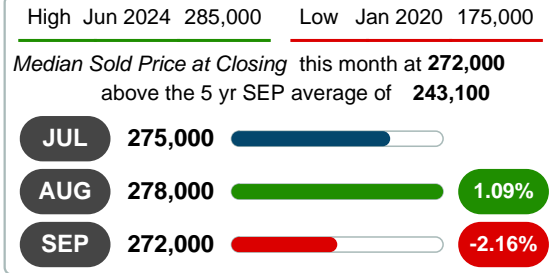 High Jun 2024 285,000 Low Jan 2020 175,000
Median Sold Price at Closing this month at 272,000
above the 5 yr SEP average of 243,100
JUL 275,000
AUG 278,000 1.09%
SEP 272,000 -2.16%